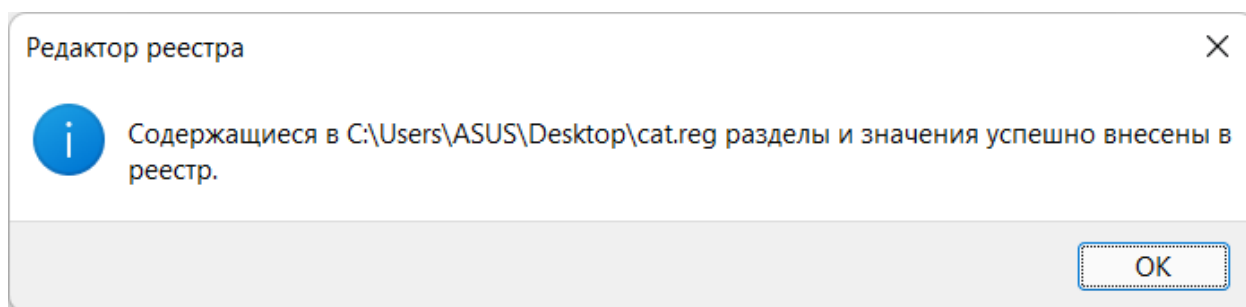 Редактор реестра
Содержащиеся в C:\Users\ASUS\Desktop\cat.reg разделы и значения успешно внесены в
реестр.
OK